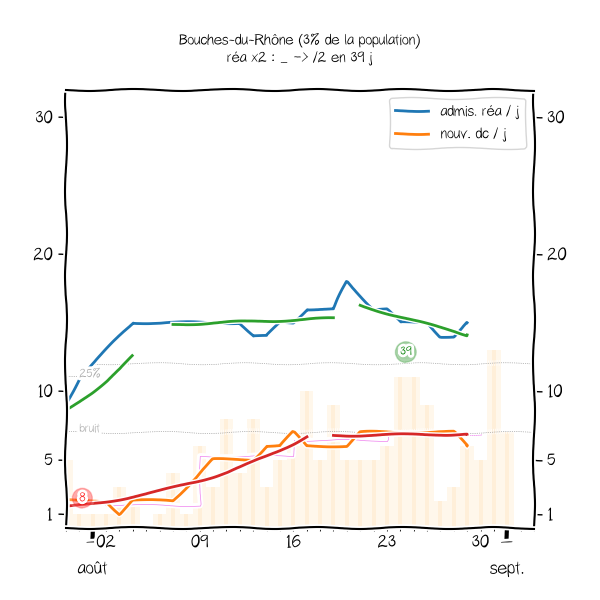 Bouches-du-Rhône (3% de la population)
réa x2 : _ -> /2 en 39 j
admis. réa / j
nouv. dc / j
30
30
20
20
39
25%
10
10
bruit
5
5
8
1
1
02
09
16
23
30
août
sept.